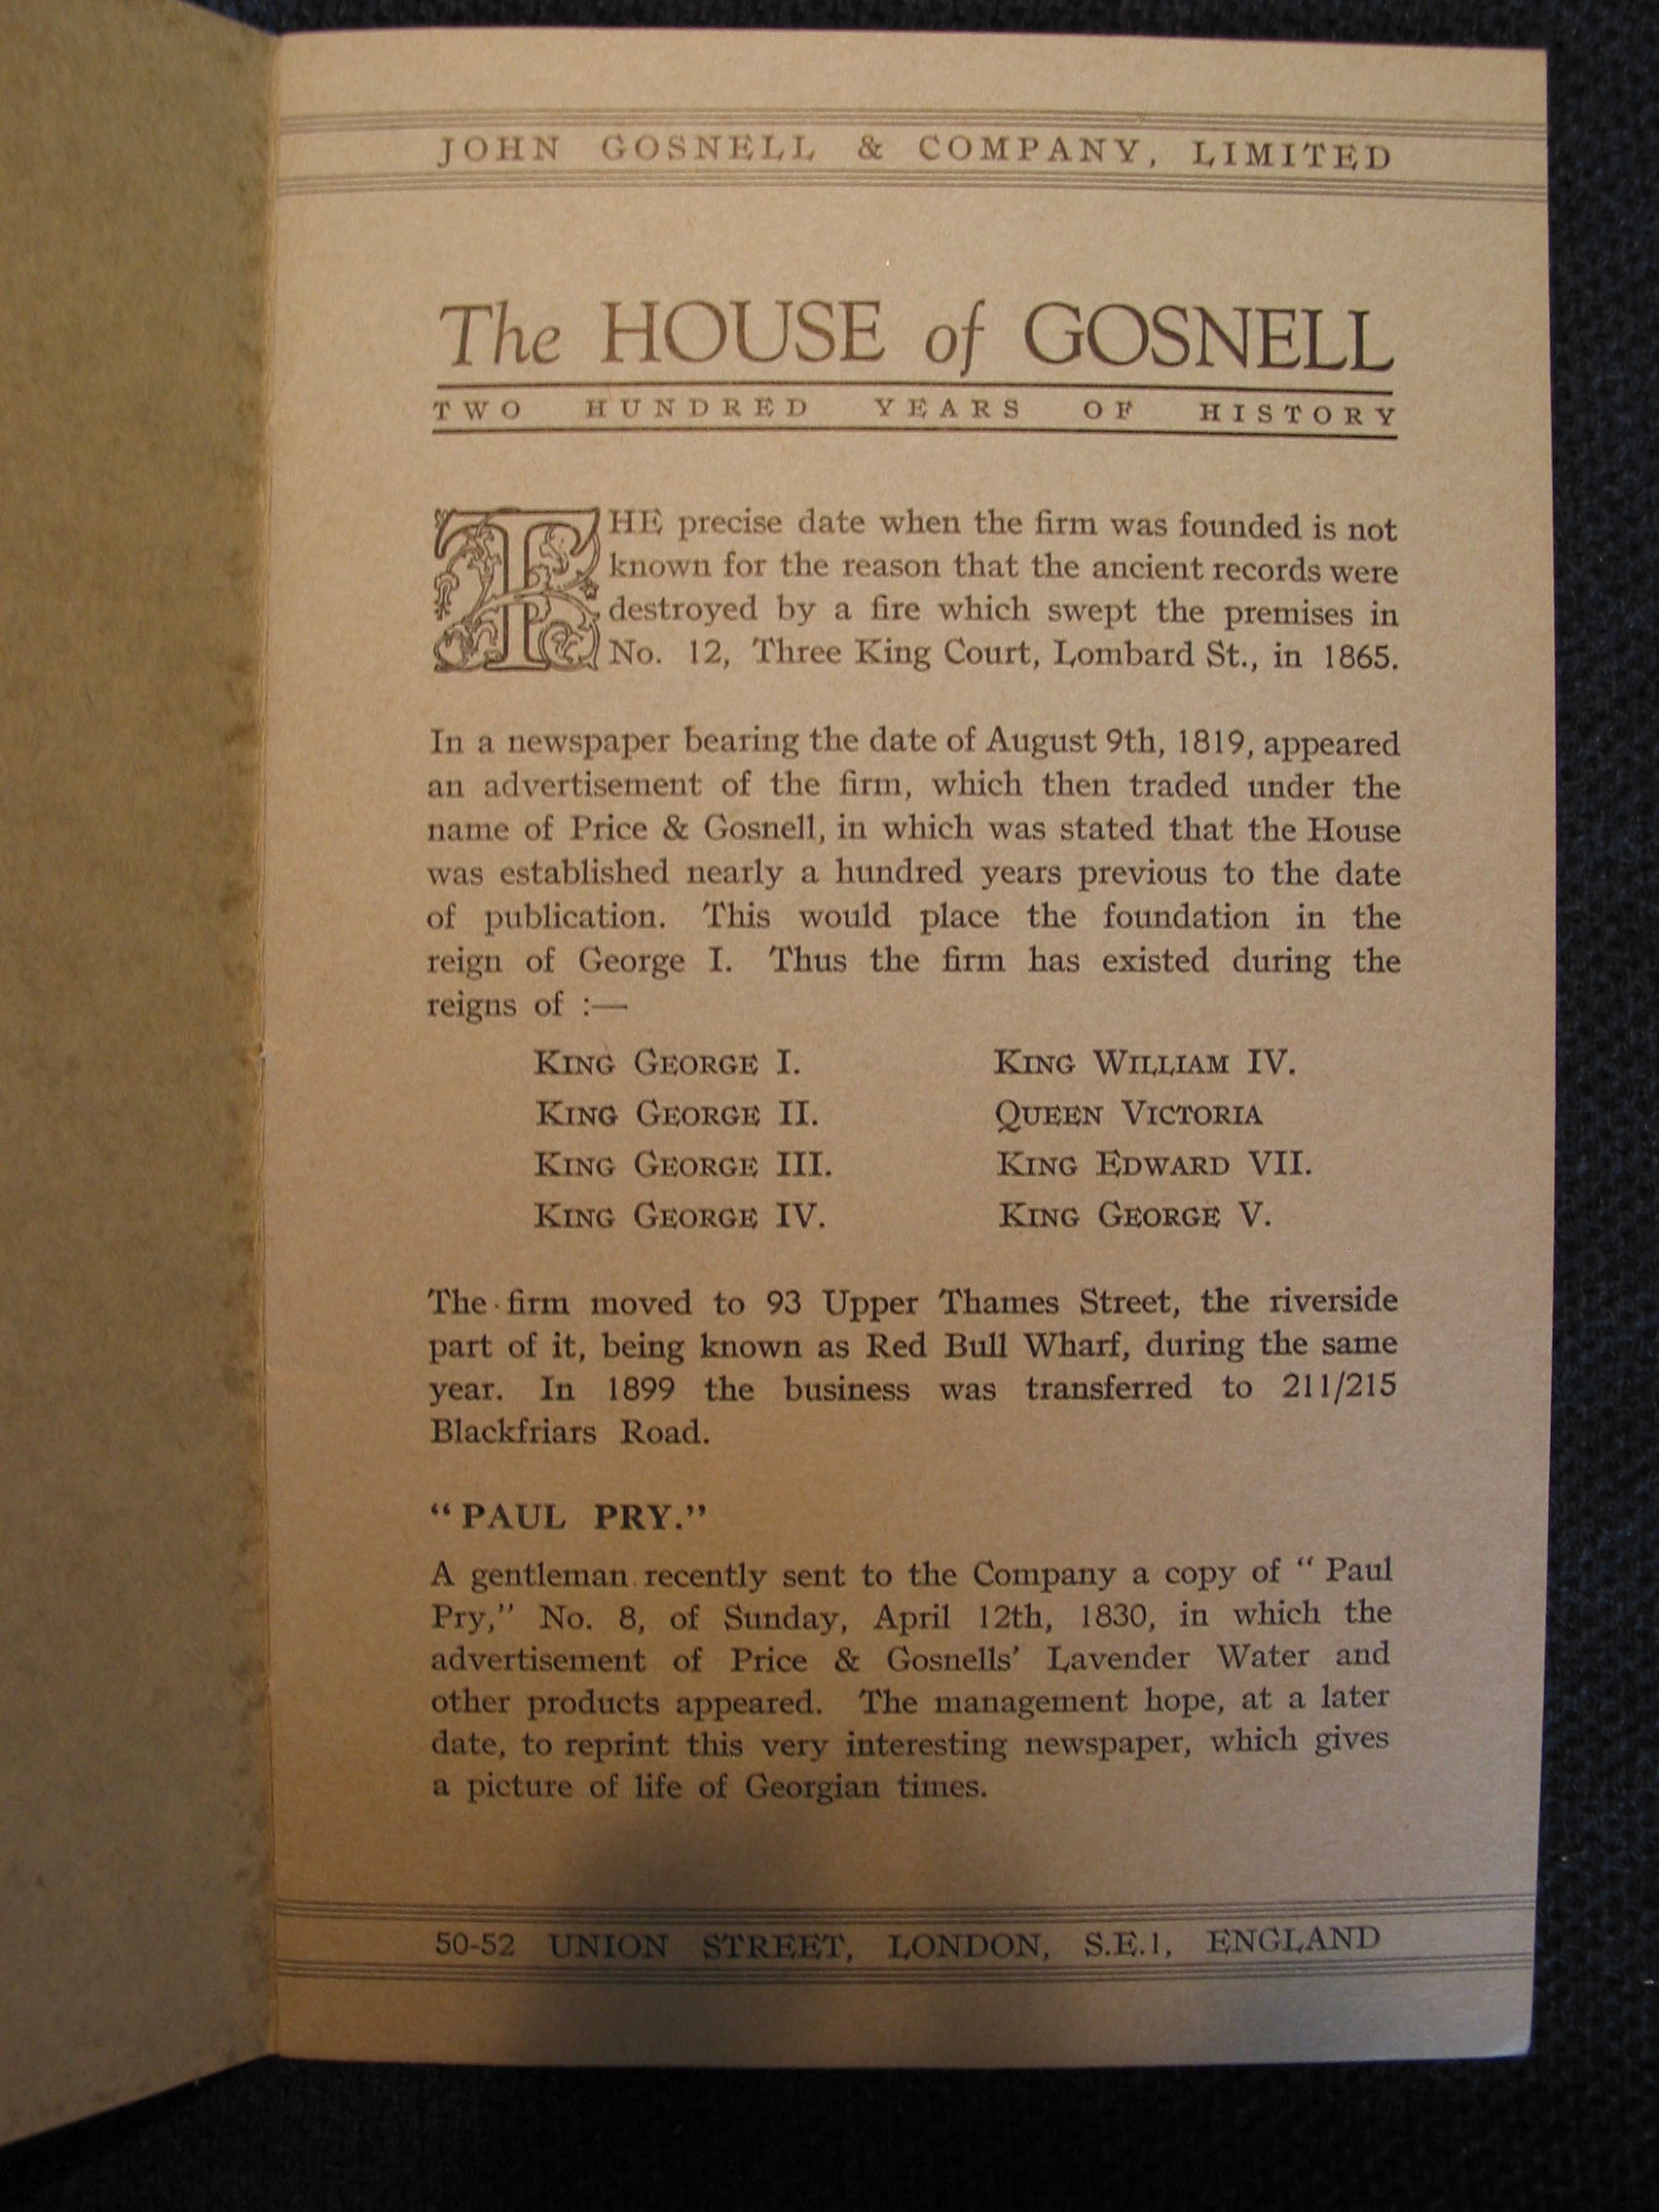 JOHN GOSNELL & COMPANY, LIMITED
The HOUSE of GOSNELL
TWO HUNDRED YEARS OF HISTORY
THE precise date when the firm was founded is not
known for the reason that the ancient records were
destroyed by a fire which swept the premises in
No. 12, Three King Court, Lombard St., in 1865.
In a newspaper bearing the date of August 9th, 1819, appeared
an advertisement of the firm, which then traded under the
name of Price & Gosnell, in which was stated that the House
was established nearly a hundred years previous to the date
of publication. This would place the foundation in the
reign of George I. Thus the firm has existed during the
reigns of :—
KING GEORGE I.
KING GEORGE II.
KING GEORGE III.
KING GEORGE IV.
KING WILLIAM IV.
QUEEN VICTORIA
KING EDWARD VII.
KING GEORGE V.
The firm moved to 93 Upper Thames Street, the riverside
part of it, being known as Red Bull Wharf, during the same
year. In 1899 the business was transferred to 211/215
Blackfriars Road.
“PAUL PRY.”
A gentleman recently sent to the Company a copy of “ Paul
Pry,” No. 8, of Sunday, April 12th, 1830, in which the
advertisement of Price & Gosnells’ Lavender Water and
other products appeared. The management hope, at a later
date, to reprint this very interesting newspaper, which gives
a picture of life of Georgian times.
50-52 UNION STREET, LONDON, S.E.1, ENGLAND